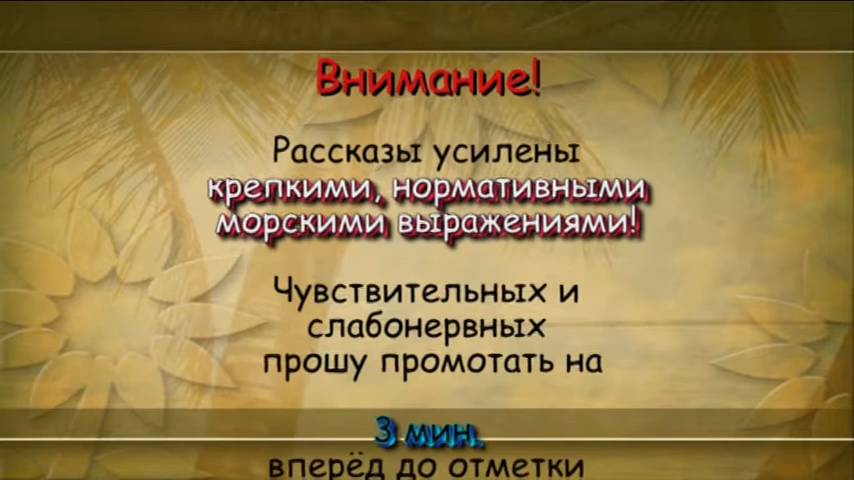 Внимание!
Рассказы усилены
крепкими, нормативными
морскими выражениями!
Чувствительных и
слабонервных
прошу промотать на
3 мин.
вперёд до отметки